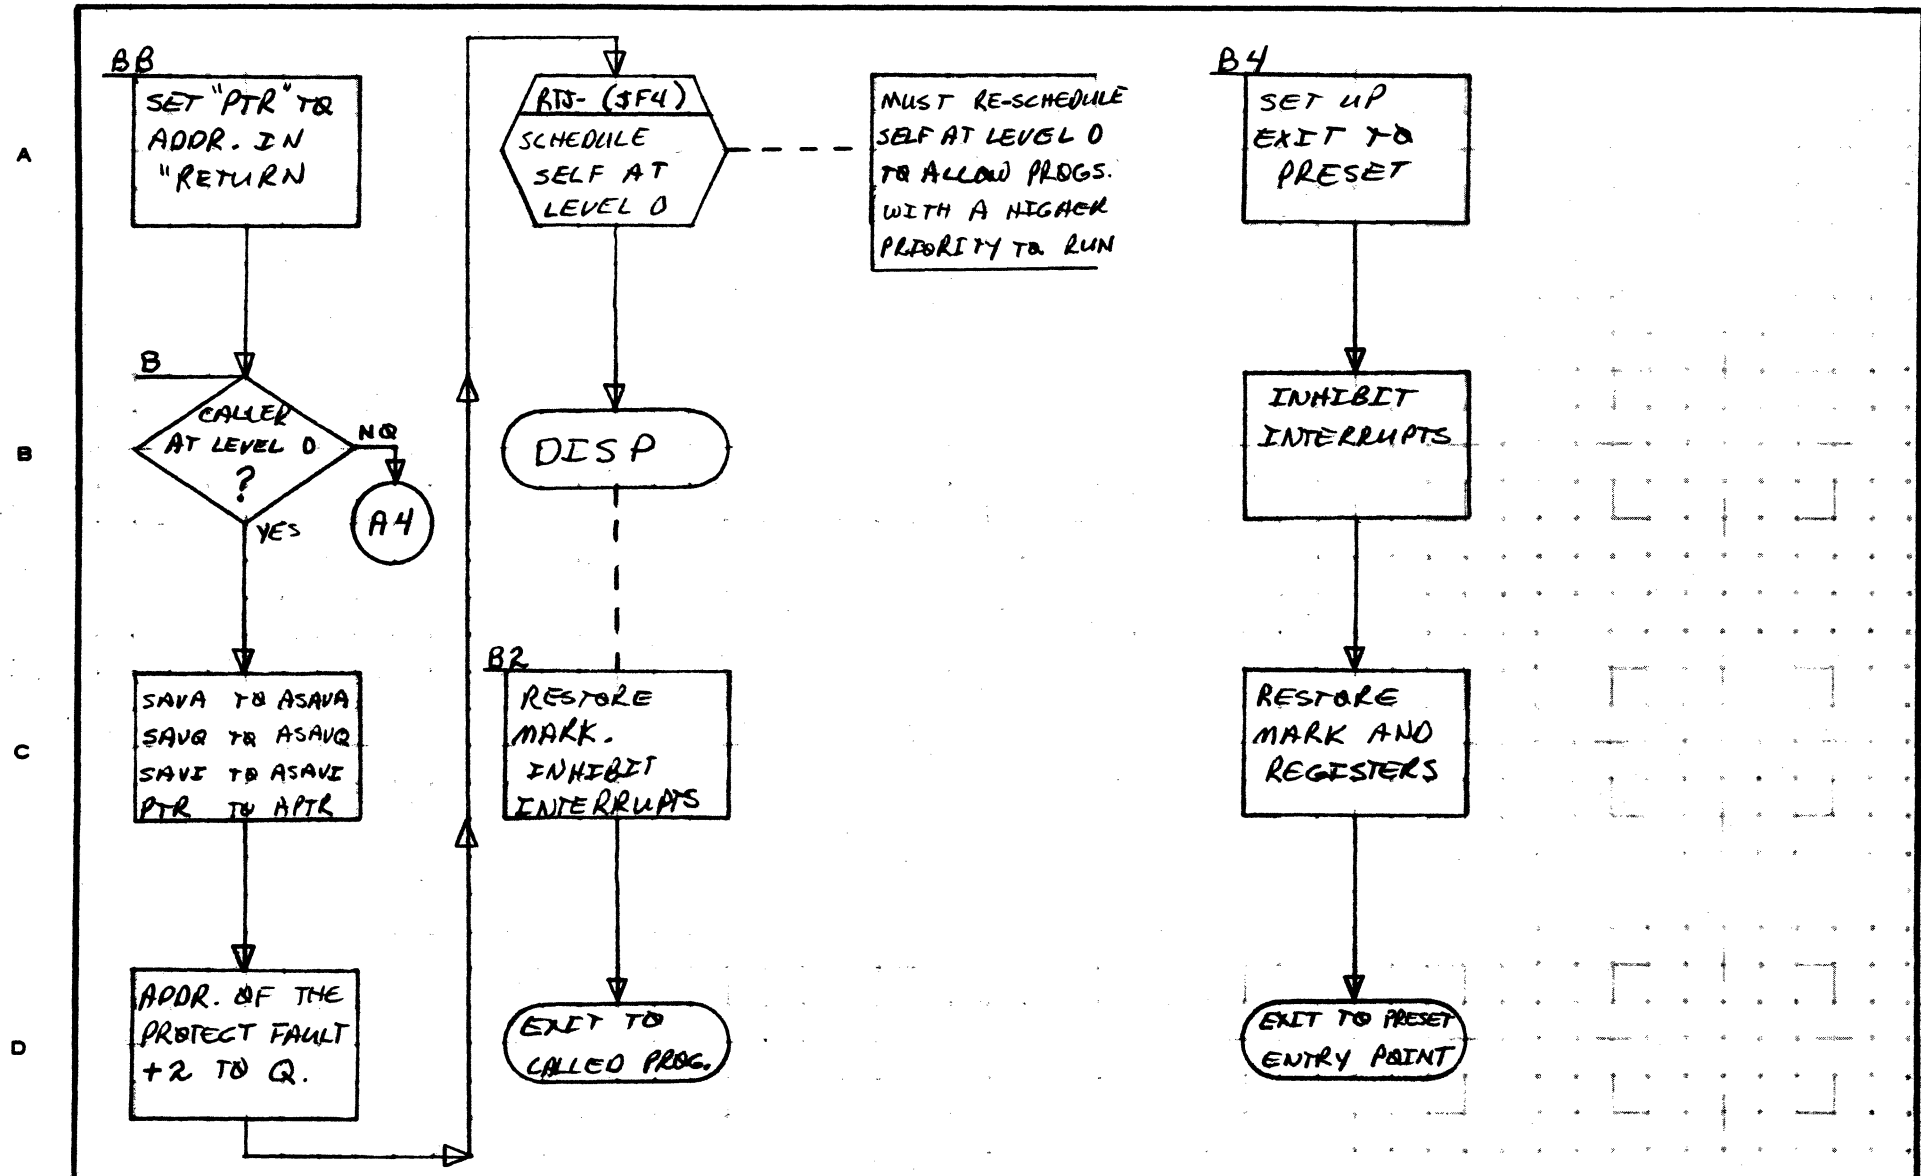 A
B
C
D
BB
SET "PTR" TO
ADDR. IN
"RETURN
B
CALLER
AT LEVEL 0
?
NO
A4
YES
SAVA TO ASAVA
SAVQ TO ASAVQ
SAVI TO ASAVI
PTR TO APTR
ADDR. OF THE
PROTECT FAULT
+2 TO Q.
RTJ- ($F4)
SCHEDULE
SELF AT
LEVEL 0
MUST RE-SCHEDULE
SELF AT LEVEL 0
TO ALLOW PROGS.
WITH A HIGHER
PRIORITY TO RUN
DISP
B2
RESTORE
MARK.
INHIBIT
INTERRUPTS
EXIT TO
CALLED PROG.
B4
SET UP
EXIT TO
PRESET
INHIBIT
INTERRUPTS
RESTORE
MARK AND
REGISTERS
EXIT TO PRESET
ENTRY POINT